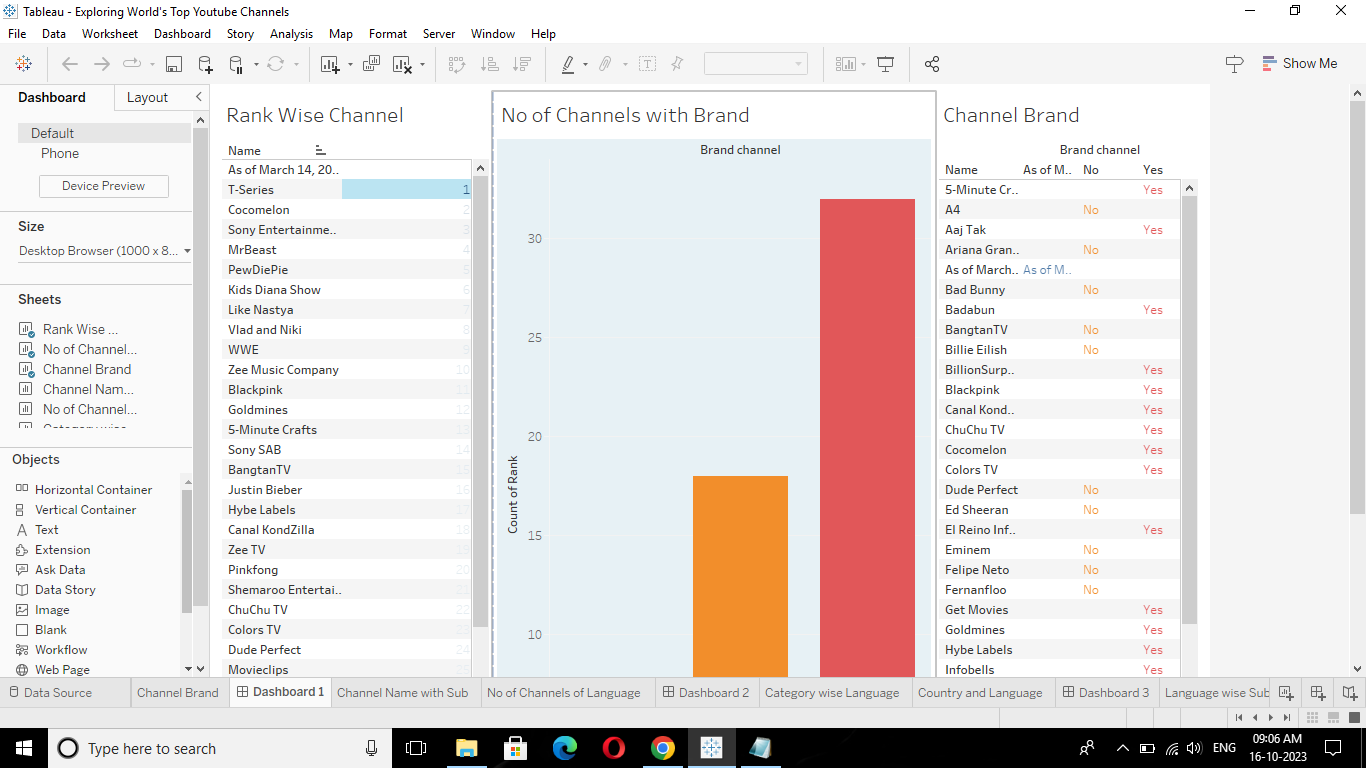 Tableau - Exploring World's Top Youtube Channels
File Data Worksheet Dashboard Story Analysis Map Format Server Window Help
Show Me
Dashboard Layout
Default
Phone
Device Preview
Size
Desktop Browser (1000 x 8...
Sheets
Rank Wise ...
No of Channel...
Channel Brand
Channel Nam...
No of Channel...
Objects
Horizontal Container
Vertical Container
Text
Extension
Ask Data
Data Story
Image
Blank
Workflow
Web Page
Rank Wise Channel
Name
As of March 14, 20..
T-Series 1
Cocomelon 2
Sony Entertainme.. 3
MrBeast 4
PewDiePie 5
Kids Diana Show 6
Like Nastya 7
Vlad and Niki 8
WWE 9
Zee Music Company 10
Blackpink 11
Goldmines 12
5-Minute Crafts 13
Sony SAB 14
BangtanTV 15
Justin Bieber 16
Hybe Labels 17
Canal KondZilla 18
Zee TV 19
Pinkfong 20
Shemaroo Entertai.. 21
ChuChu TV 22
Colors TV 23
Dude Perfect 24
Movieclips 25
No of Channels with Brand
Brand channel
30
25
20
15
10
Count of Rank
Channel Brand
Brand channel
Name As of M.. No Yes
5-Minute Cr.. Yes
A4 No
Aaj Tak Yes
Ariana Gran.. No
As of March.. As of M..
Bad Bunny No
Badabun Yes
BangtanTV No
Billie Eilish No
BillionSurp.. Yes
Blackpink Yes
Canal Kond.. Yes
ChuChu TV Yes
Cocomelon Yes
Colors TV Yes
Dude Perfect No
Ed Sheeran No
El Reino Inf.. Yes
Eminem No
Felipe Neto No
Fernanfloo No
Get Movies Yes
Goldmines Yes
Hybe Labels Yes
Infobells Yes
Data Source Channel Brand Dashboard 1 Channel Name with Sub No of Channels of Language Dashboard 2 Category wise Language Country and Language Dashboard 3 Language wise Sub
Type here to search
ENG
09:06 AM
16-10-2023